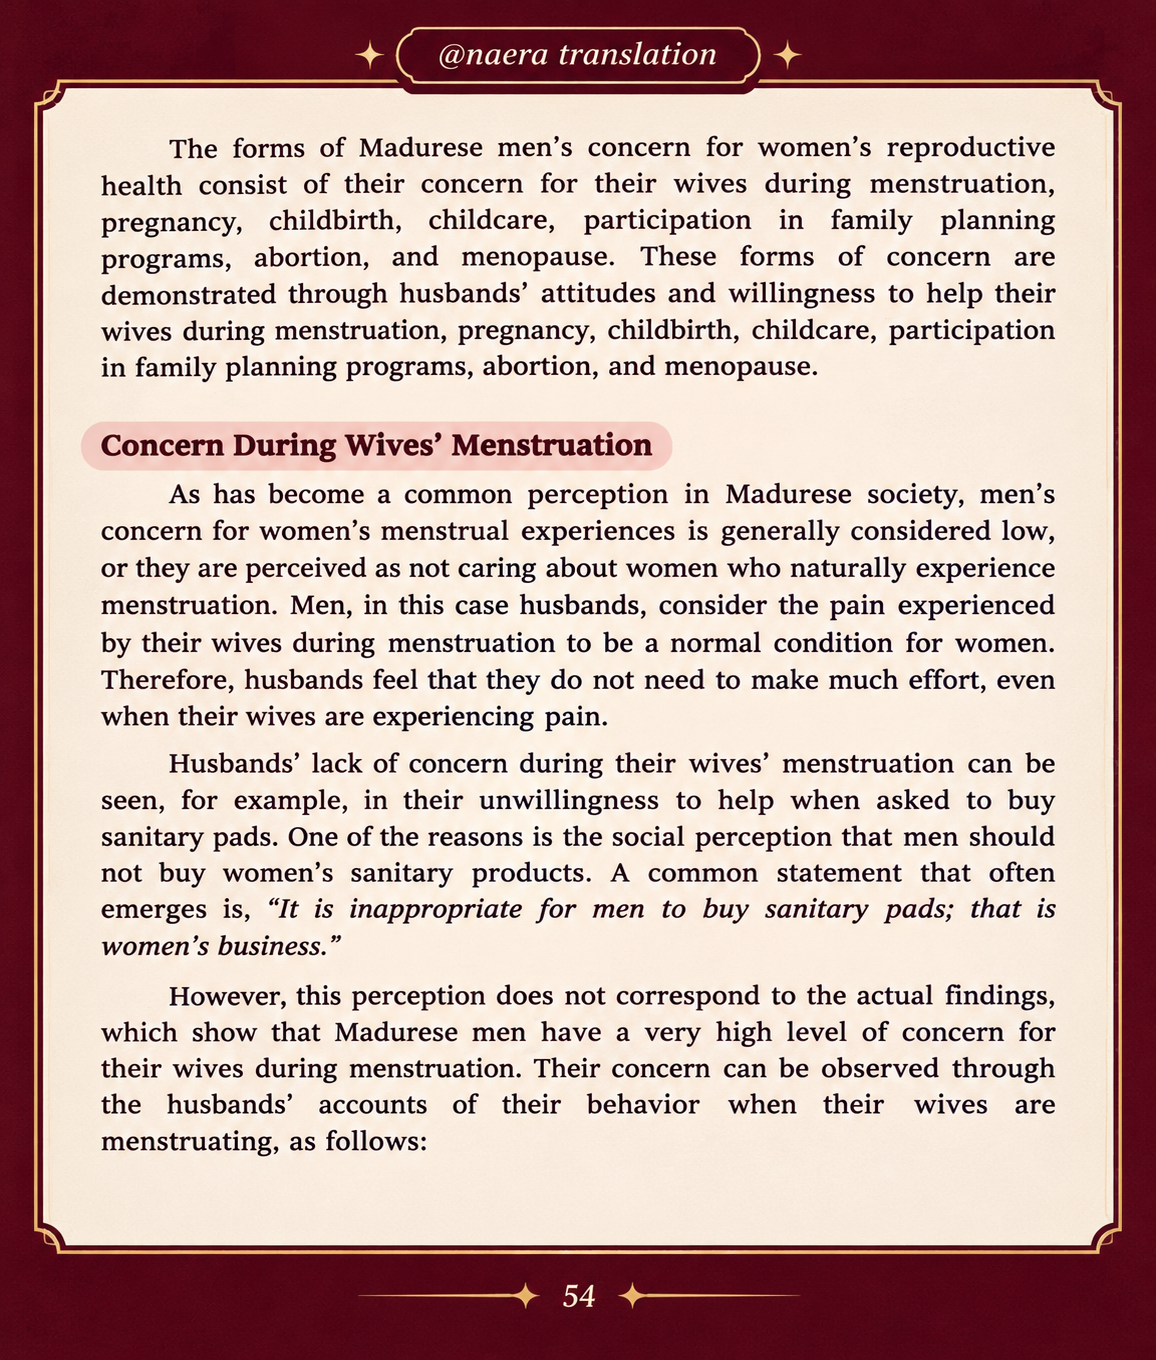 @naera translation
The forms of Madurese men’s concern for women’s reproductive
health consist of their concern for their wives during menstruation,
pregnancy, childbirth, childcare, participation in family planning
programs, abortion, and menopause. These forms of concern are
demonstrated through husbands’ attitudes and willingness to help their
wives during menstruation, pregnancy, childbirth, childcare, participation
in family planning programs, abortion, and menopause.
Concern During Wives’ Menstruation
As has become a common perception in Madurese society, men’s
concern for women’s menstrual experiences is generally considered low,
or they are perceived as not caring about women who naturally experience
menstruation. Men, in this case husbands, consider the pain experienced
by their wives during menstruation to be a normal condition for women.
Therefore, husbands feel that they do not need to make much effort, even
when their wives are experiencing pain.
Husbands’ lack of concern during their wives’ menstruation can be
seen, for example, in their unwillingness to help when asked to buy
sanitary pads. One of the reasons is the social perception that men should
not buy women’s sanitary products. A common statement that often
emerges is, “It is inappropriate for men to buy sanitary pads; that is
women’s business.”
However, this perception does not correspond to the actual findings,
which show that Madurese men have a very high level of concern for
their wives during menstruation. Their concern can be observed through
the husbands’ accounts of their behavior when their wives are
menstruating, as follows:
54